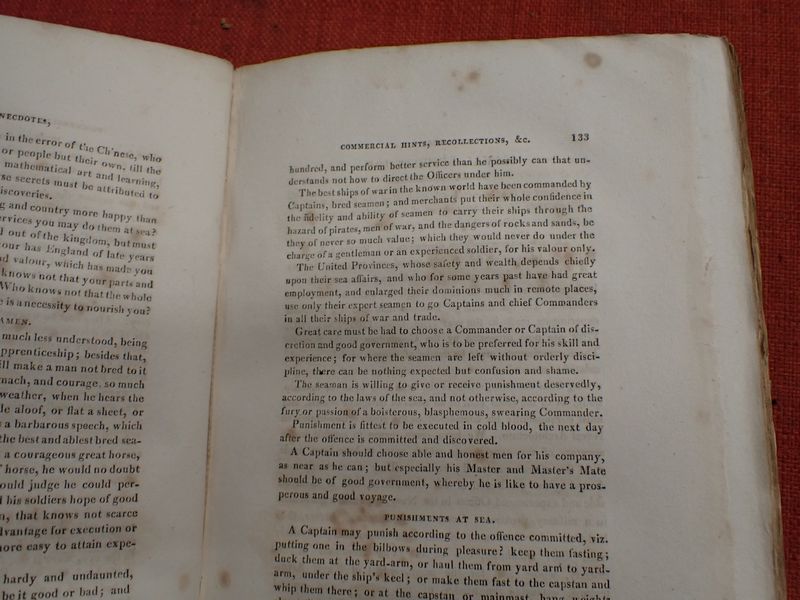 NECDOTES,
in the error of the Chinese, who
or people but their own, till the
mathematical art and learning,
se secrets must be attributed to
iscoveries.
g and country more happy than
ervices you may do them at sea?
l out of the kingdom, but must
our has England of late years
nd valour, which has made you
knows not that your parts and
Who knows not that the whole
e is a necessity to nourish you?
AMEN.
much less understood, being
pprenticeship; besides that,
ill make a man not bred to it
mach, and courage, so much
weather, when he hears the
le aloof, or flat a sheet, or
a barbarous speech, which
the best and ablest bred sea-
a courageous great horse,
f horse, he would no doubt
ould judge he could per-
l his soldiers hope of good
n, that knows not scarce
dvantage for execution or
more easy to attain expe-
hardy and undaunted,
be it good or bad; and
COMMERCIAL HINTS, RECOLLECTIONS, &c. 133
hundred, and perform better service than he possibly can that un-
derstands not how to direct the Officers under him.
The best ships of war in the known world have been commanded by
Captains, bred seamen; and merchants put their whole confidence in
the fidelity and ability of seamen to carry their ships through the
hazard of pirates, men of war, and the dangers of rocks and sands, be
they of never so much value; which they would never do under the
charge of a gentleman or an experienced soldier, for his valour only.
The United Provinces, whose safety and wealth depends chiefly
upon their sea affairs, and who for some years past have had great
employment, and enlarged their dominions much in remote places,
use only their expert seamen to go Captains and chief Commanders
in all their ships of war and trade.
Great care must be had to choose a Commander or Captain of dis-
cretion and good government, who is to be preferred for his skill and
experience; for where the seamen are left without orderly disci-
pline, there can be nothing expected but confusion and shame.
The seaman is willing to give or receive punishment deservedly,
according to the laws of the sea, and not otherwise, according to the
fury or passion of a boisterous, blasphemous, swearing Commander.
Punishment is fittest to be executed in cold blood, the next day
after the offence is committed and discovered.
A Captain should choose able and honest men for his company,
as near as he can; but especially his Master and Master's Mate
should be of good government, whereby he is like to have a pros-
perous and good voyage.
PUNISHMENTS AT SEA.
A Captain may punish according to the offence committed, viz.
putting one in the bilbows during pleasure? keep them fasting;
duck them at the yard-arm, or haul them from yard arm to yard-
arm, under the ship's keel; or make them fast to the capstan and
whip them there; or at the capstan or mainmast, hang weights